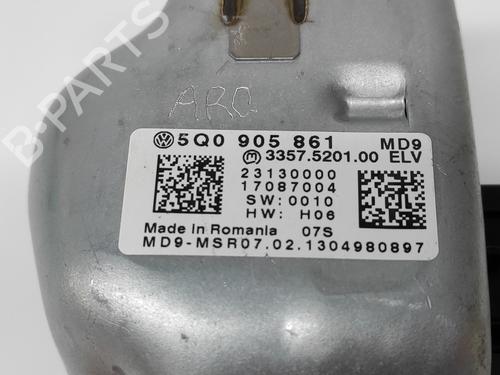 B-PARTS
ARO
5Q0 905 861 MD9
3357.5201.00 ELV
23130000
17087004
SW: 0010
HW: H06
Made in Romania 07S
MD9-MSR07.02.1304980897